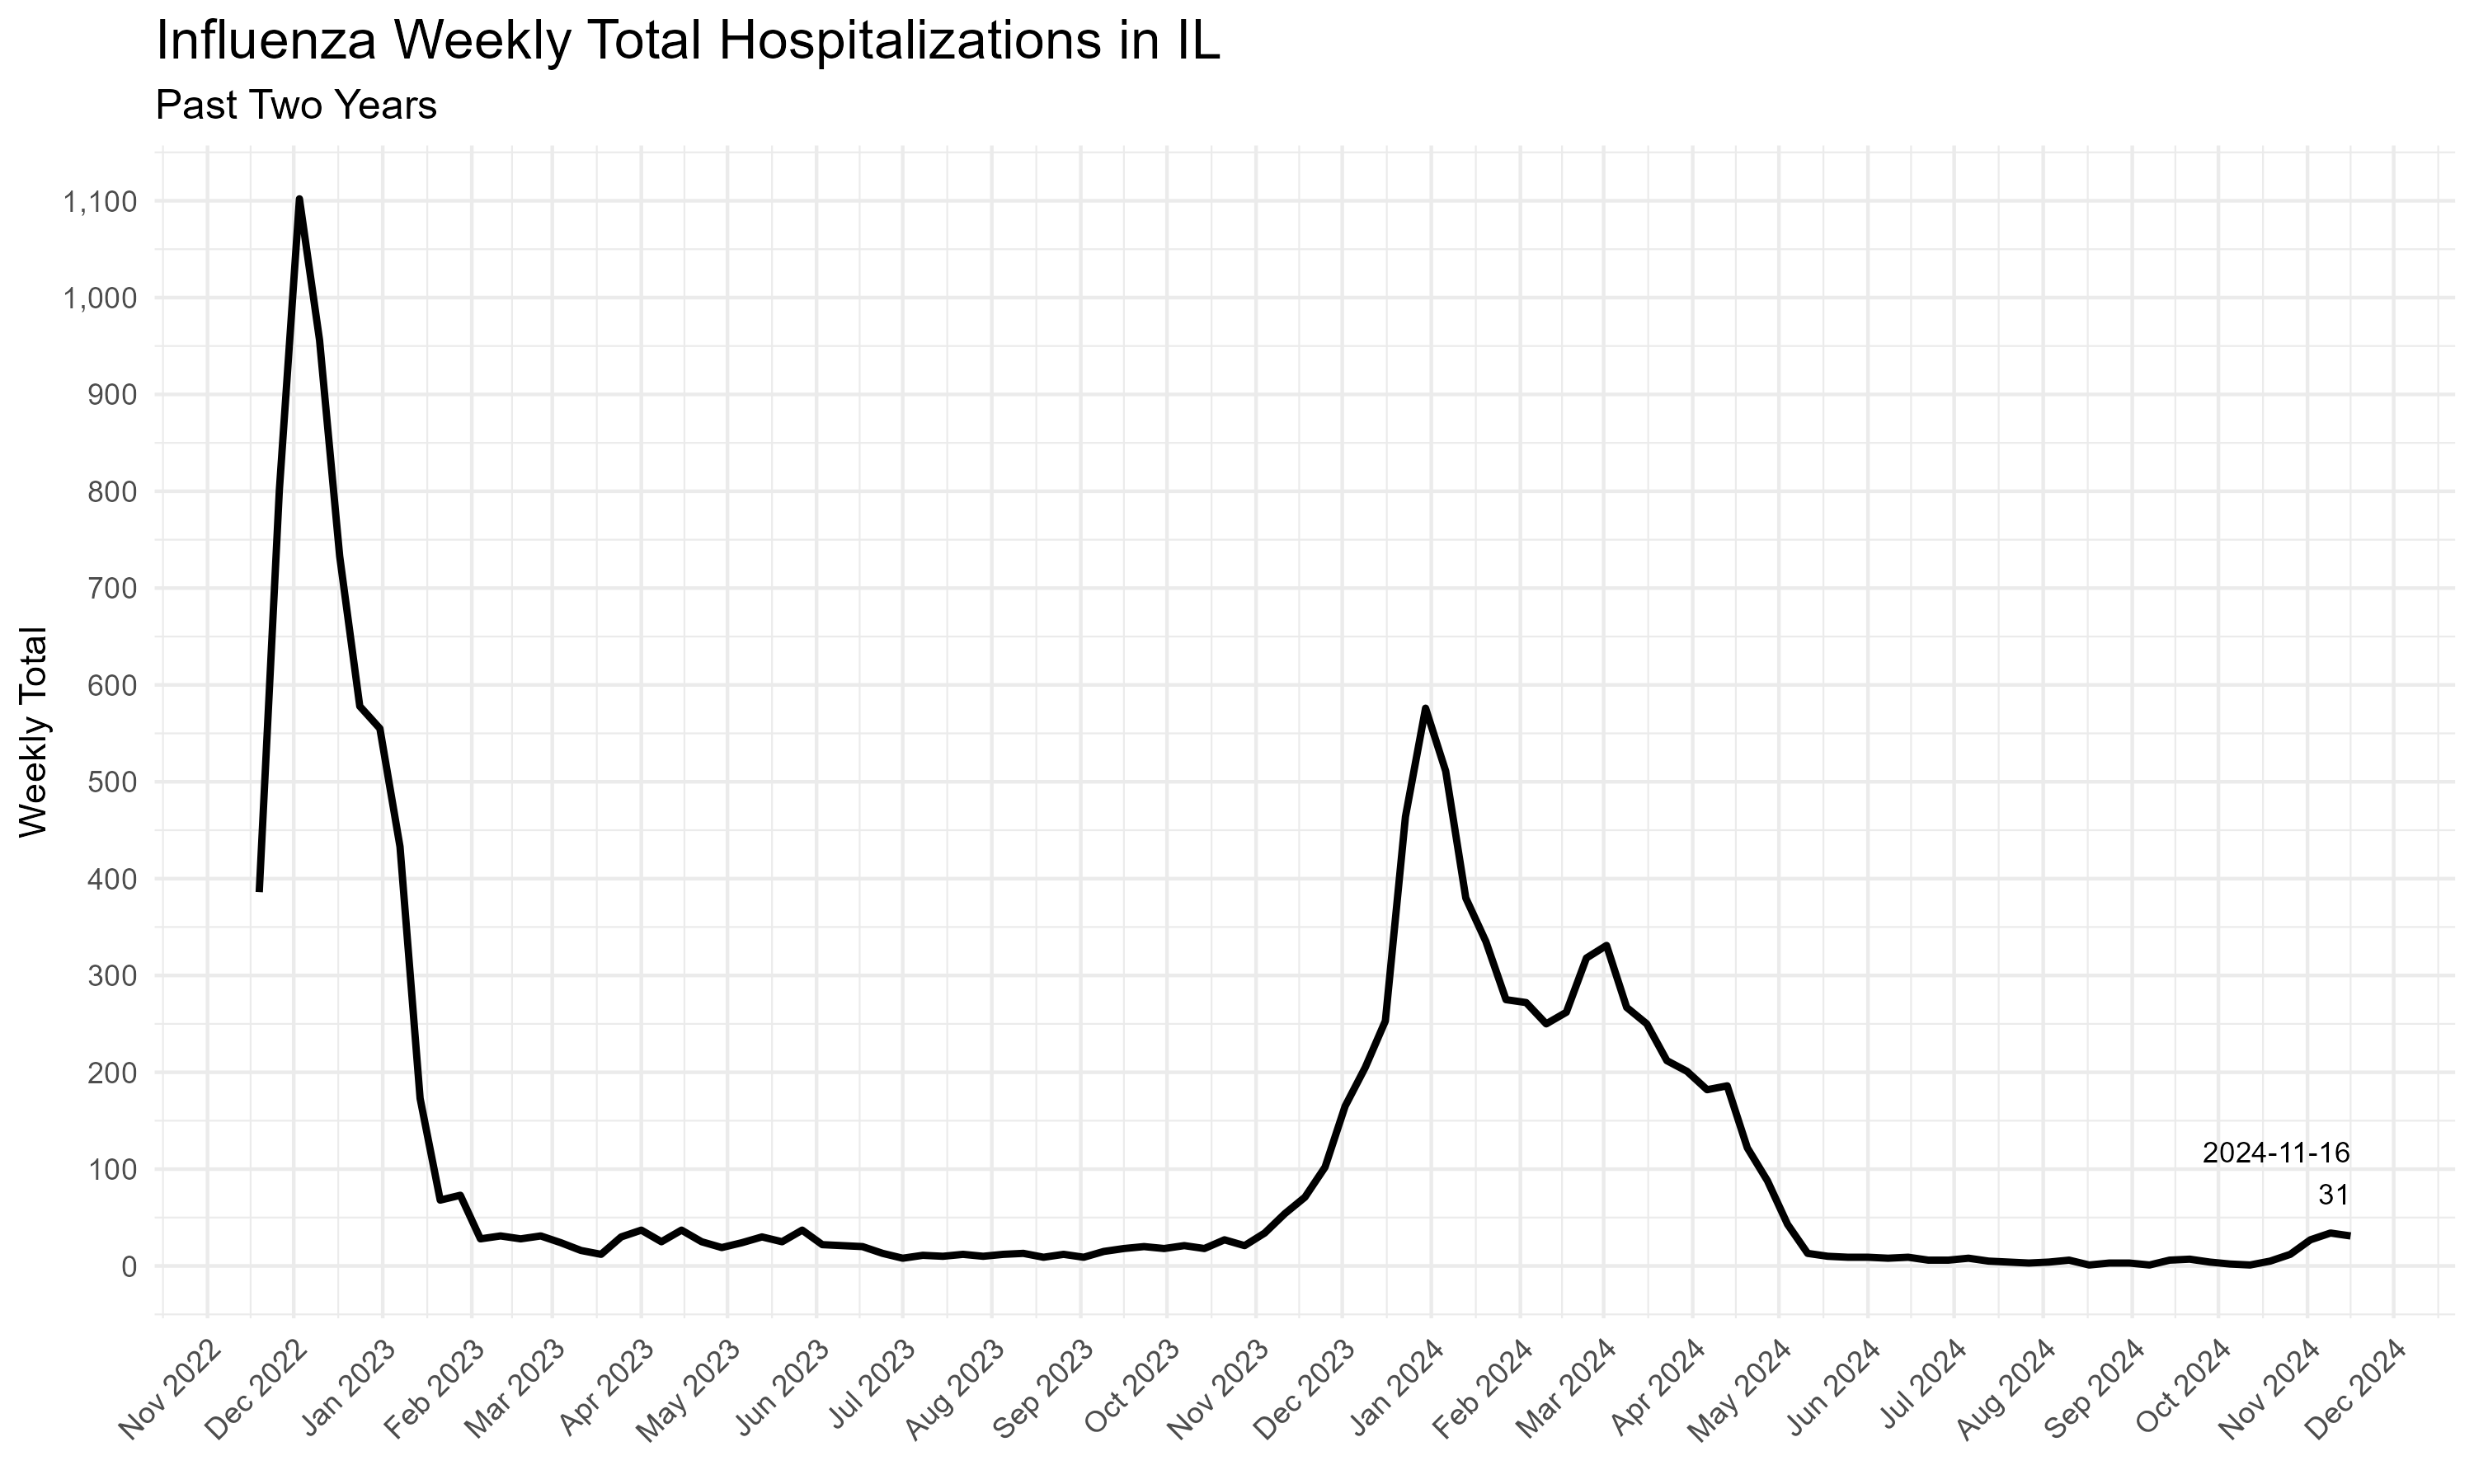 Influenza Weekly Total Hospitalizations in IL
Past Two Years
Weekly Total
1,100
1,000
900
800
700
600
500
400
300
200
100
0
2024-11-16
31
Nov 2022
Dec 2022
Jan 2023
Feb 2023
Mar 2023
Apr 2023
May 2023
Jun 2023
Jul 2023
Aug 2023
Sep 2023
Oct 2023
Nov 2023
Dec 2023
Jan 2024
Feb 2024
Mar 2024
Apr 2024
May 2024
Jun 2024
Jul 2024
Aug 2024
Sep 2024
Oct 2024
Nov 2024
Dec 2024